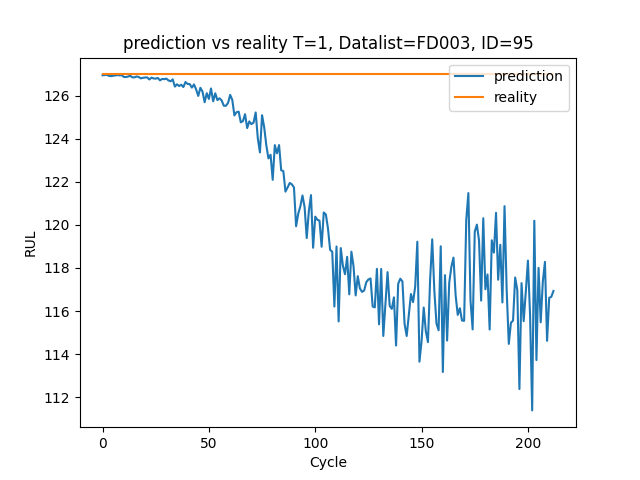 prediction vs reality T=1, Datalist=FD003, ID=95
prediction
reality
126
124
122
120
118
116
114
112
RUL
0 50 100 150 200
Cycle